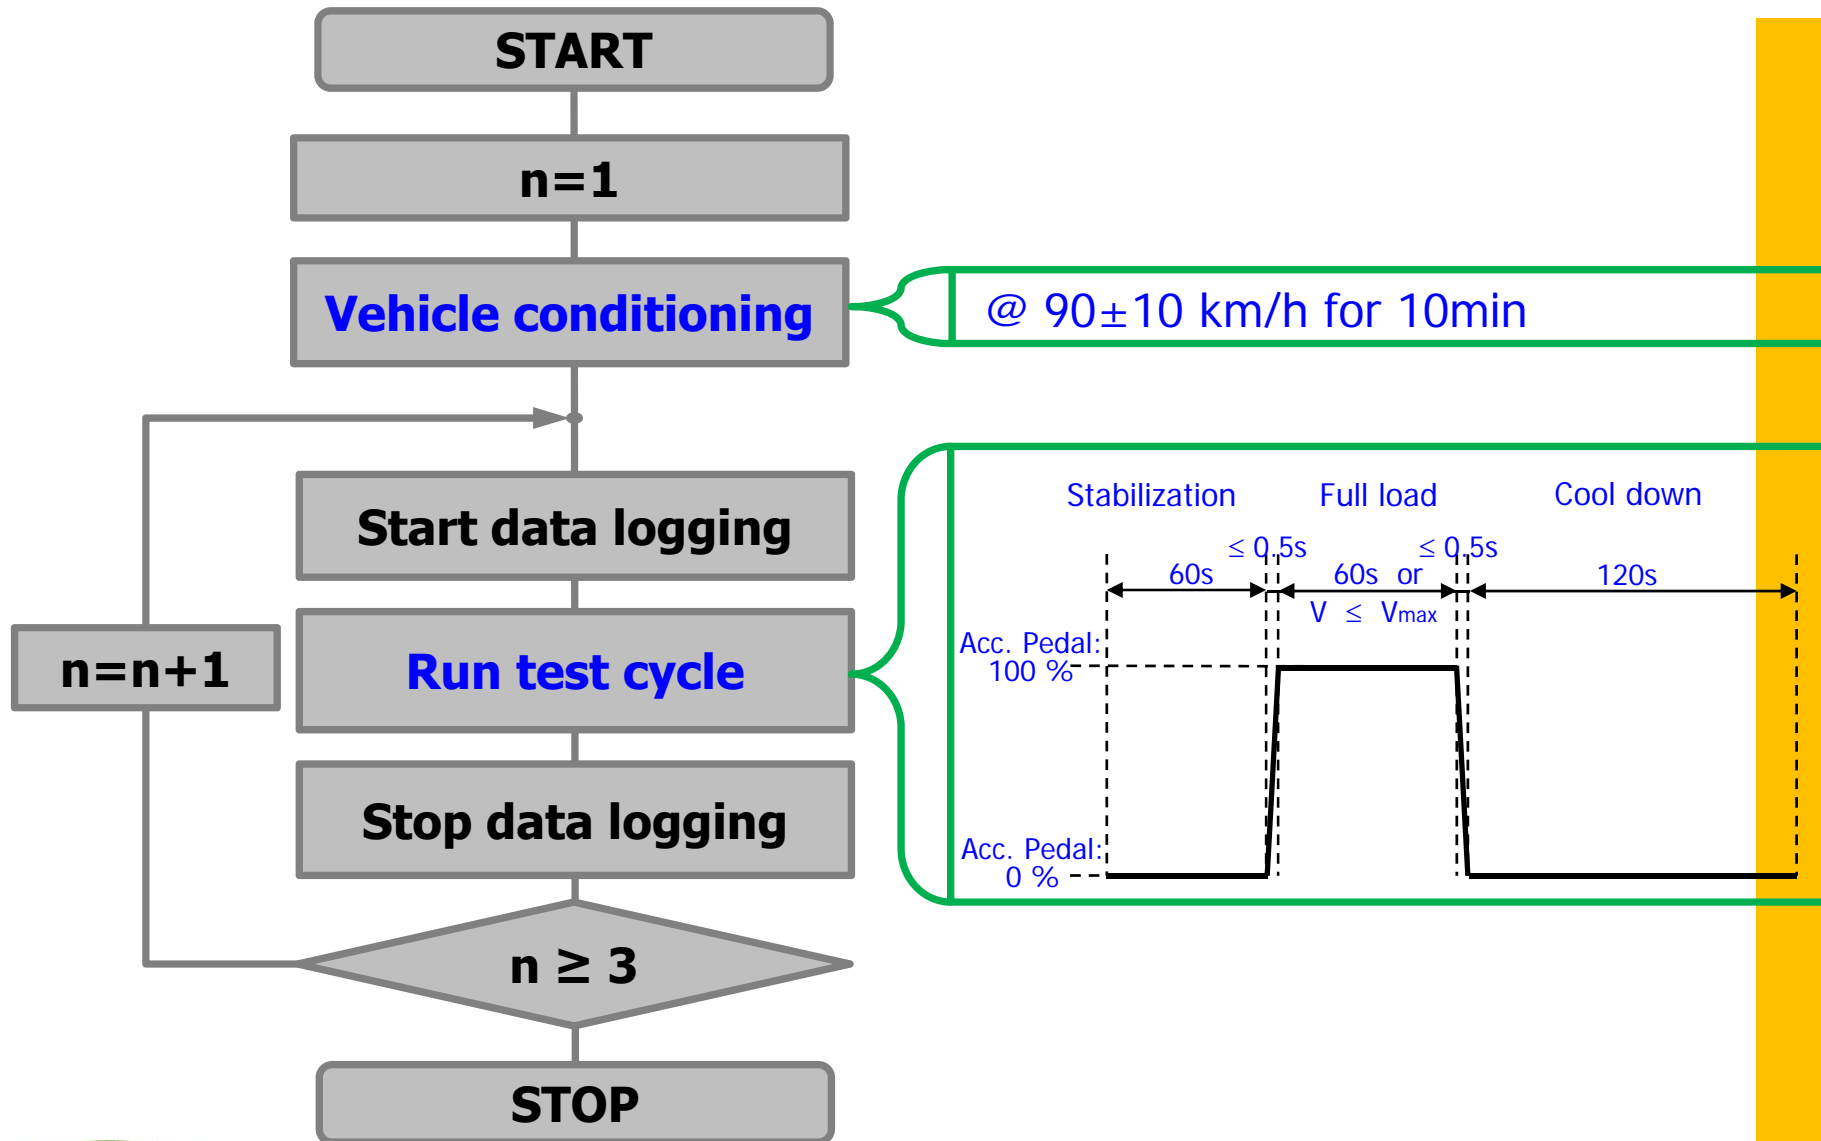 START
n=1
Vehicle conditioning
@ 90±10 km/h for 10min
Start data logging
Run test cycle
Stop data logging
n=n+1
n ≥ 3
STOP
Stabilization
Full load
Cool down
≤ 0.5s
≤ 0.5s
60s
60s or
V ≤ Vmax
120s
Acc. Pedal:
100 %
Acc. Pedal:
0 %